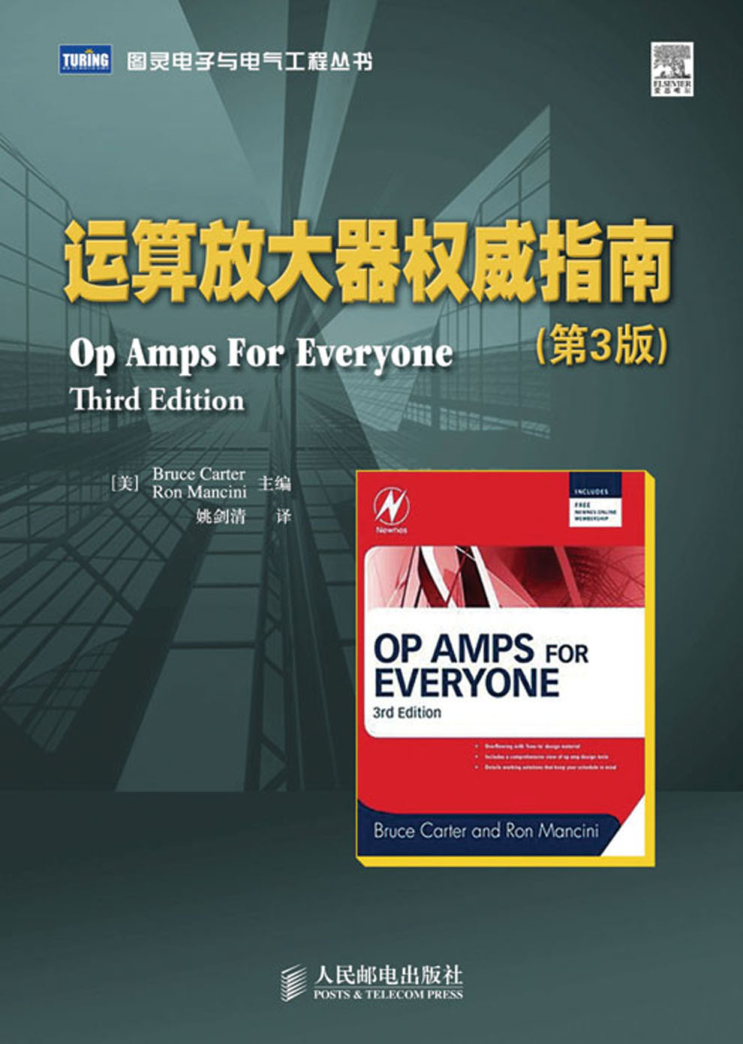 TURING
图灵电子与电气工程丛书
ELSEVIER
爱思唯尔
运算放大器权威指南
(第3版)
Op Amps For Everyone
Third Edition
[美] Bruce Carter
Ron Mancini 主编
姚剑清 译
Newnes
INCLUDES
FREE
NEWNES ONLINE
MEMBERSHIP
OP AMPS FOR
EVERYONE
3rd Edition
• Overflowing with "how-to" design material
• Includes a comprehensive view of op amp design tools
• Details working solutions that keep your schedule in mind
Bruce Carter and Ron Mancini
人民邮电出版社
POSTS & TELECOM PRESS